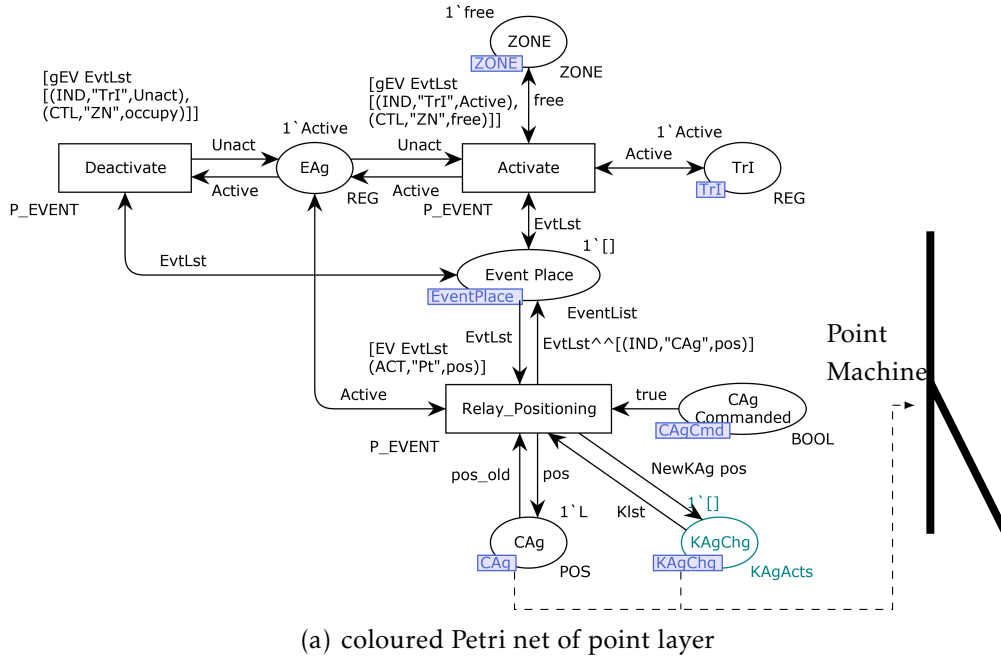 1`free
ZONE
ZONE
ZONE
[gEV EvtLst
[(IND,"TrI",Unact),
(CTL,"ZN",occupy)]]
[gEV EvtLst
[(IND,"TrI",Active),
(CTL,"ZN",free)]]
free
1`Active
1`Active
Unact
Unact
Active
Deactivate
EAg
Activate
TrI
TrI
Active
Active
P_EVENT
REG
P_EVENT
REG
EvtLst
1`[]
EvtLst
Event Place
EventPlace
EventList
EvtLst
EvtLst^^[(IND,"CAg",pos)]
[EV EvtLst
(ACT,"Pt",pos)]
Point
Machine
Active
Relay_Positioning
true
CAg
Commanded
CAgCmd
BOOL
P_EVENT
pos_old
pos
NewKAg pos
Klst
1`L
1`[]
CAg
CAg
POS
KAgChg
KAgChg
KAgActs
(a) coloured Petri net of point layer